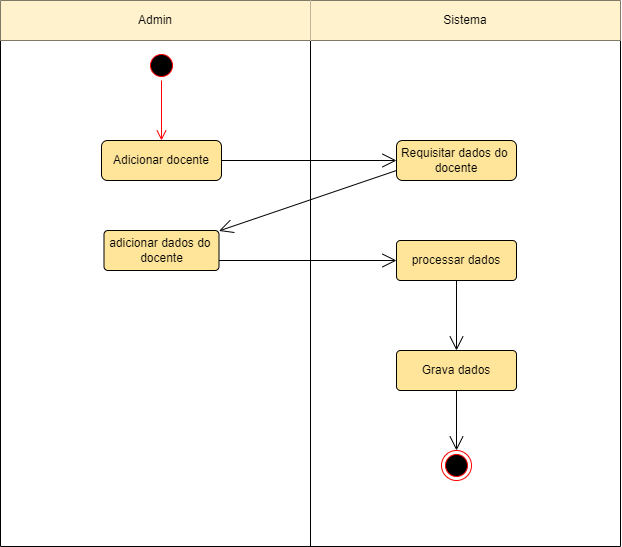 Admin
Sistema
Adicionar docente
Requisitar dados do
docente
adicionar dados do
docente
processar dados
Grava dados